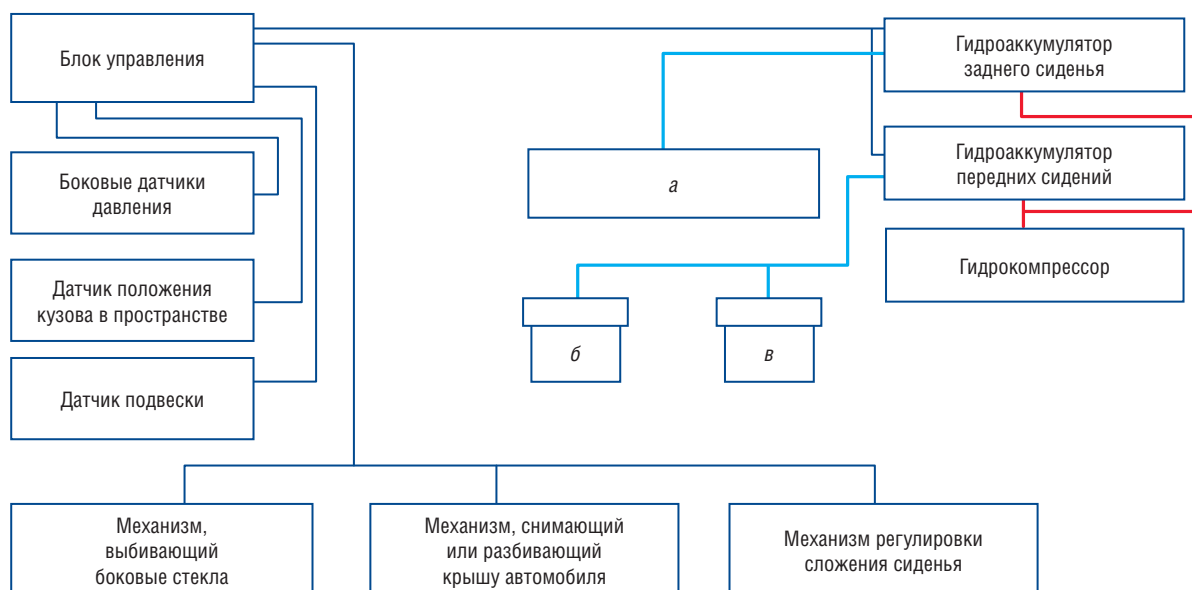 Блок управления
Гидроаккумулятор
заднего сиденья
Гидроаккумулятор
передних сидений
Боковые датчики
давления
а
Гидрокомпрессор
Датчик положения
кузова в пространстве
б
в
Датчик подвески
Механизм,
выбивающий
боковые стекла
Механизм, снимающий
или разбивающий
крышу автомобиля
Механизм регулировки
сложения сиденья